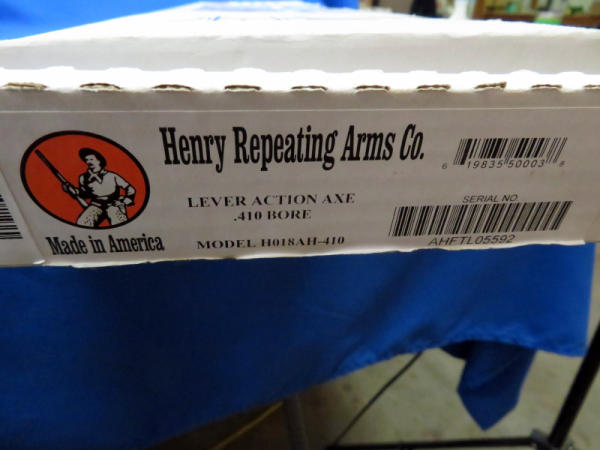 Henry Repeating Arms Co.
LEVER ACTION AXE
.410 BORE
MODEL H018AH-410
Made in America
6 19835 50003 8
SERIAL NO.
AHFTL05592